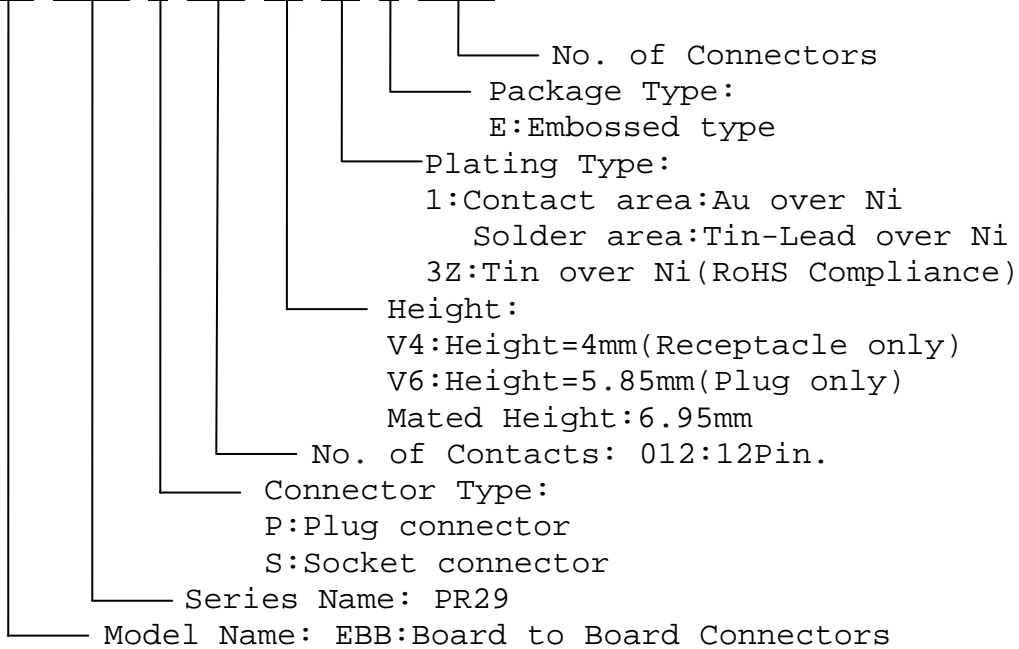 No. of Connectors
Package Type:
E:Embossed type
Plating Type:
1:Contact area:Au over Ni
Solder area:Tin-Lead over Ni
3Z:Tin over Ni(RoHS Compliance)
Height:
V4:Height=4mm(Receptacle only)
V6:Height=5.85mm(Plug only)
Mated Height:6.95mm
No. of Contacts: 012:12Pin.
Connector Type:
P:Plug connector
S:Socket connector
Series Name: PR29
Model Name: EBB:Board to Board Connectors